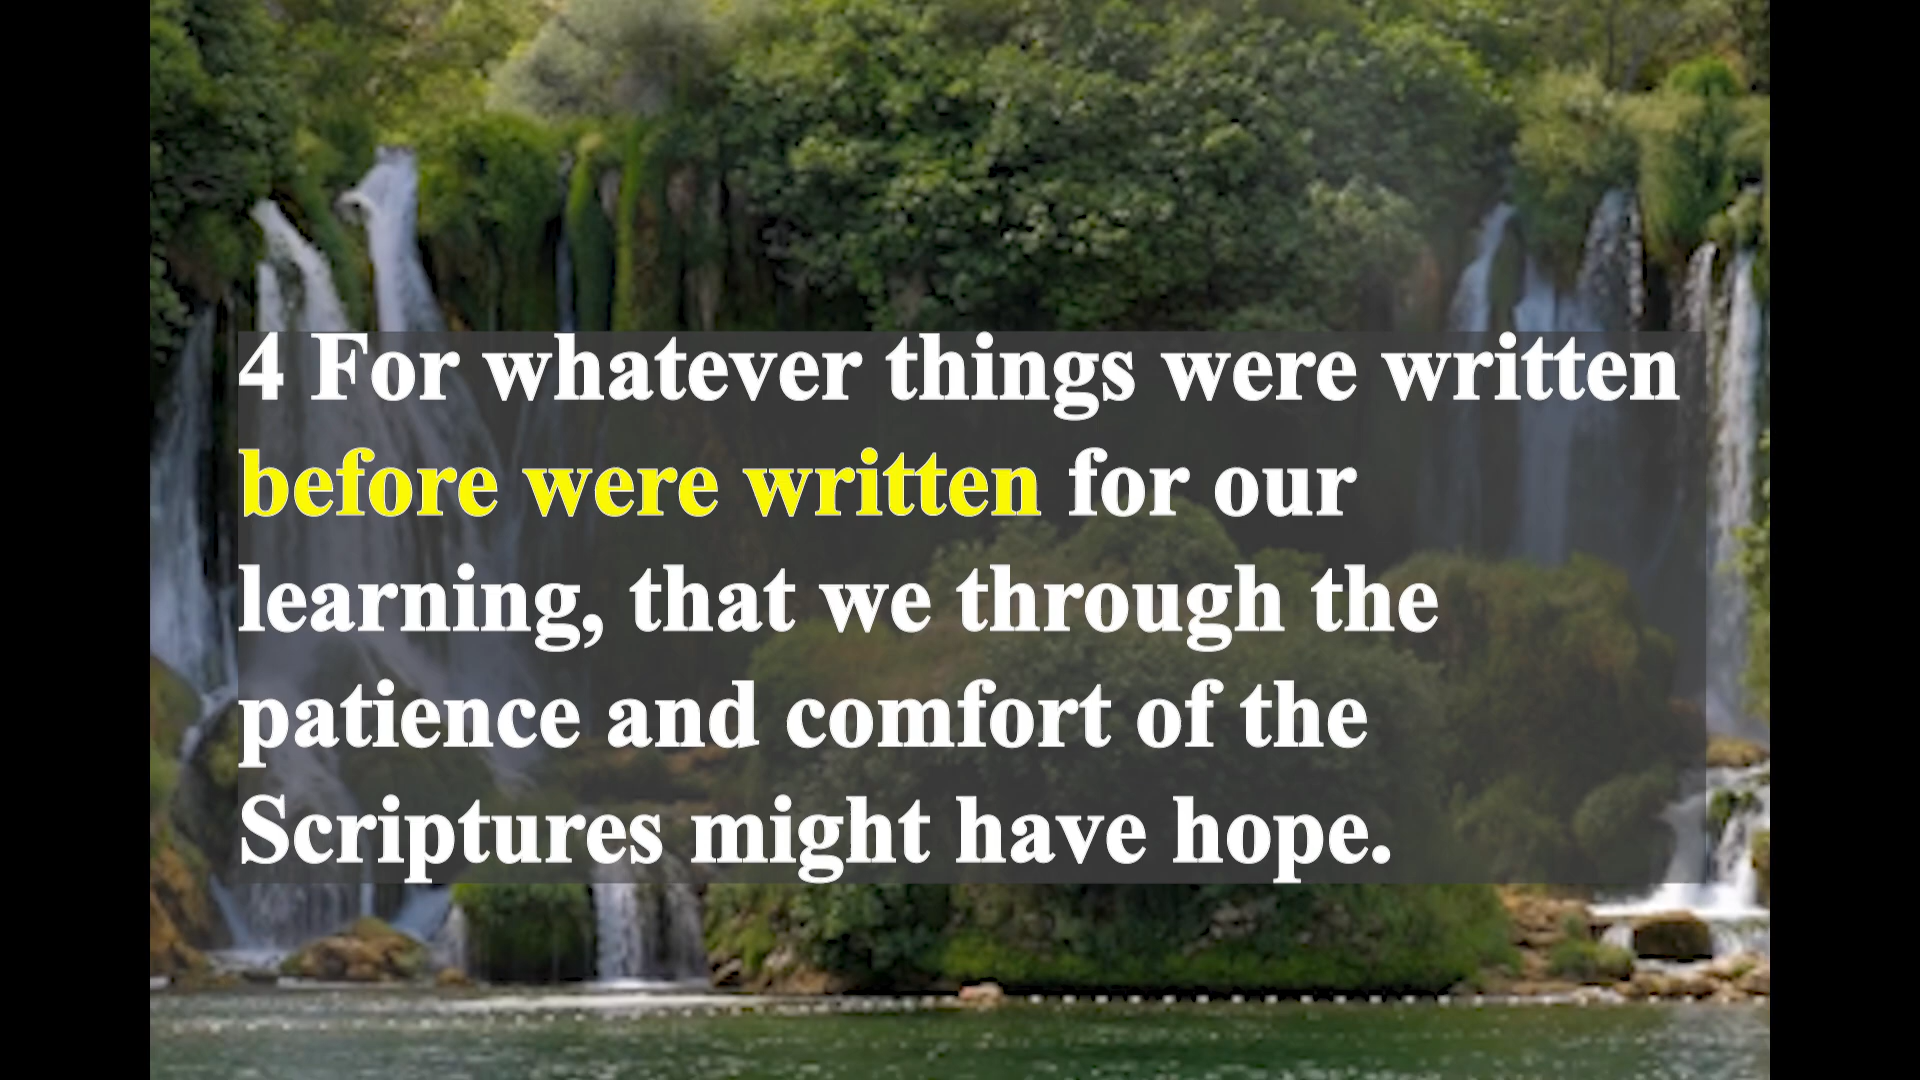 4 For whatever things were written
before were written for our
learning, that we through the
patience and comfort of the
Scriptures might have hope.